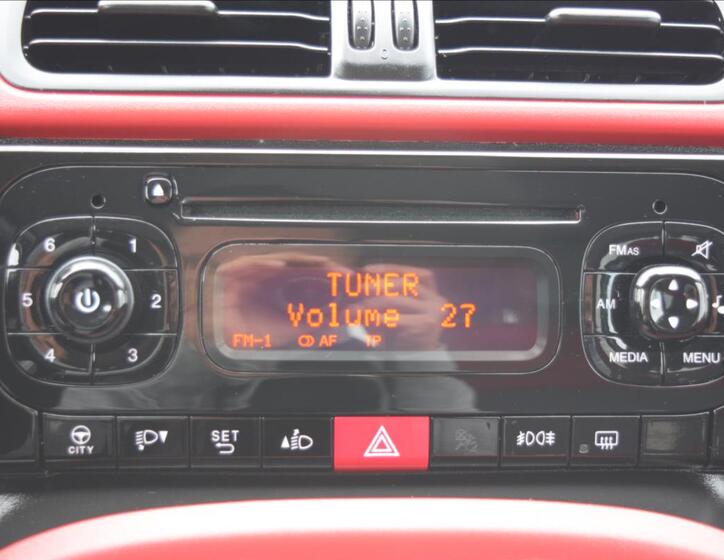 6 1
5 2
4 3
TUNER
Volume 27
FM-1 AF TP
FMAS
AM
MEDIA MENU
CITY
SET